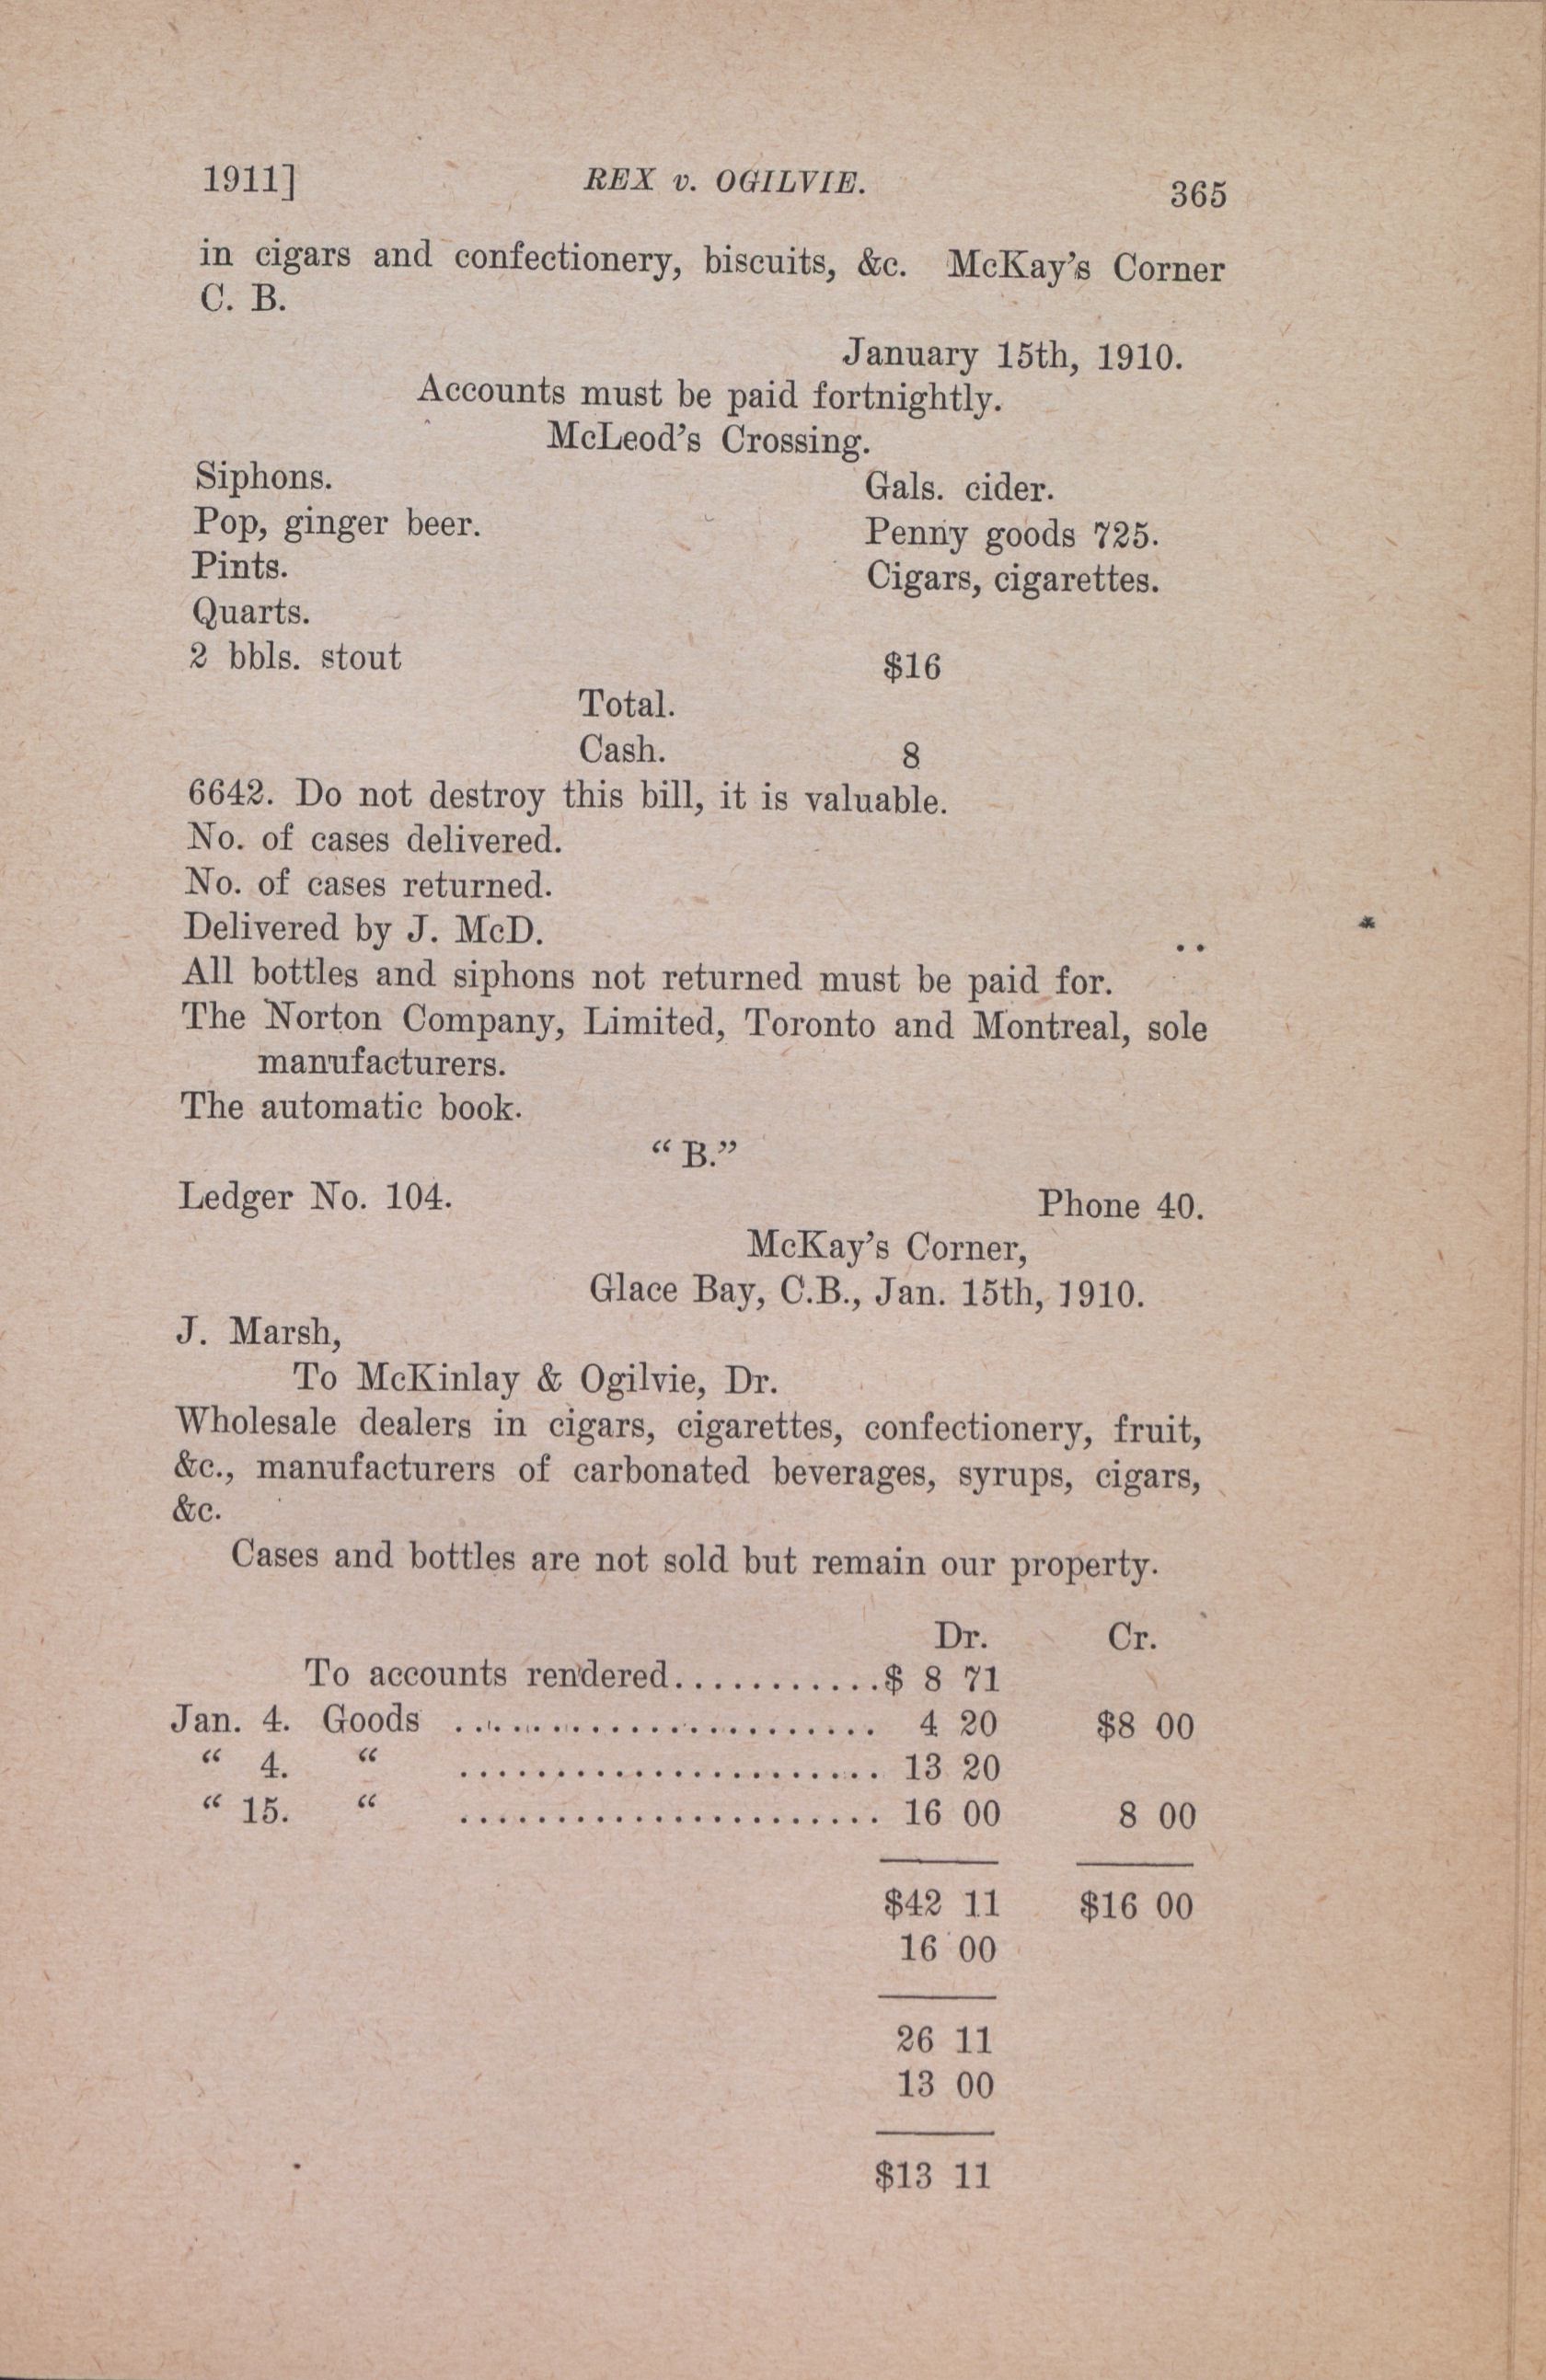 1911] REX v. OGILVIE. 365
in cigars and confectionery, biscuits, &c. McKay's Corner
C. B.
January 15th, 1910.
Accounts must be paid fortnightly.
McLeod's Crossing.
Siphons. Gals. cider.
Pop, ginger beer. Penny goods 725.
Pints. Cigars, cigarettes.
Quarts.
2 bbls. stout $16
Total.
Cash. 8
6642. Do not destroy this bill, it is valuable.
No. of cases delivered.
No. of cases returned.
Delivered by J. McD.
All bottles and siphons not returned must be paid for.
The Norton Company, Limited, Toronto and Montreal, sole
manufacturers.
The automatic book.
“B.”
Ledger No. 104. Phone 40.
McKay's Corner,
Glace Bay, C.B., Jan. 15th, 1910.
J. Marsh,
To McKinlay & Ogilvie, Dr.
Wholesale dealers in cigars, cigarettes, confectionery, fruit,
&c., manufacturers of carbonated beverages, syrups, cigars,
&c.
Cases and bottles are not sold but remain our property.
Dr. Cr.
To accounts rendered............$ 8 71
Jan. 4. Goods ...................... 4 20 $8 00
“ 4. “ ...................... 13 20
“ 15. “ ...................... 16 00 8 00
$42 11 $16 00
16 00
26 11
13 00
$13 11